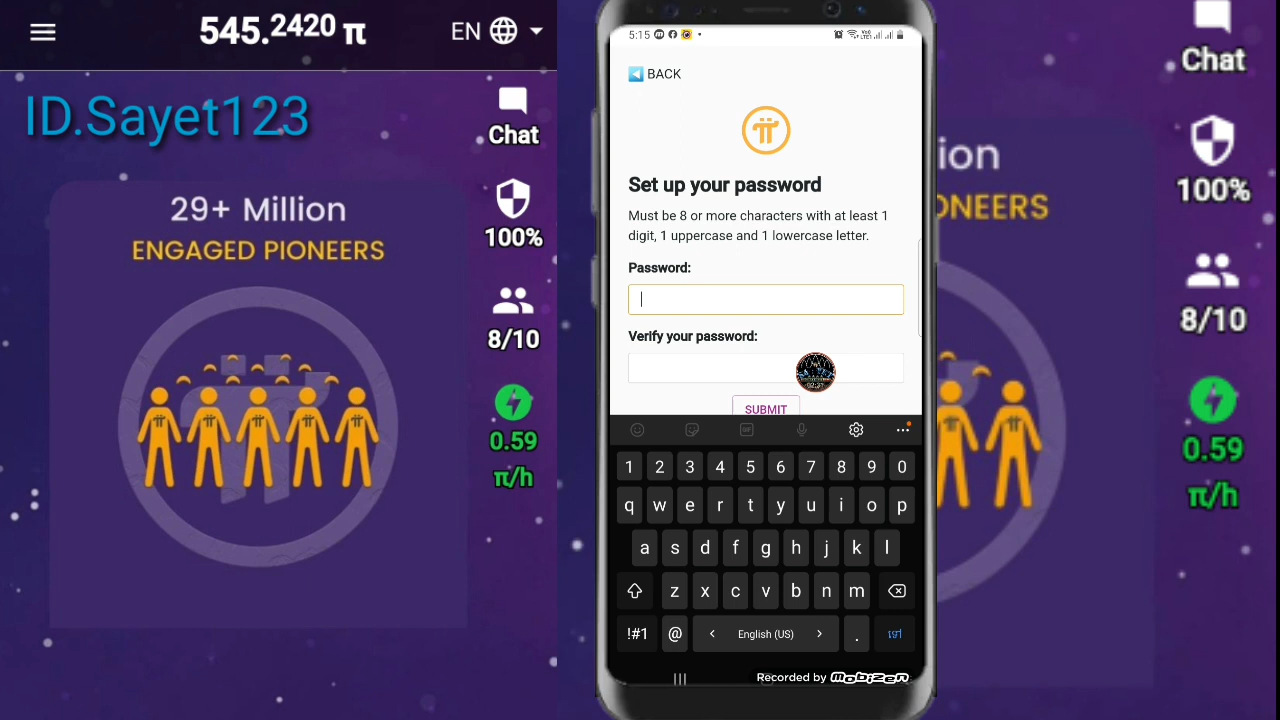 545.2420 π
EN
ID.Sayet123
Chat
29+ Million
ENGAGED PIONEERS
100%
8/10
0.59
π/h
5:15
BACK
Set up your password
Must be 8 or more characters with at least 1
digit, 1 uppercase and 1 lowercase letter.
Password:
Verify your password:
SUBMIT
1 2 3 4 5 6 7 8 9 0
q w e r t y u i o p
a s d f g h j k l
z x c v b n m
!#1 @ < English (US) > .
Recorded by MOBIZEN
Chat
ion
ONEERS
100%
8/10
0.59
π/h